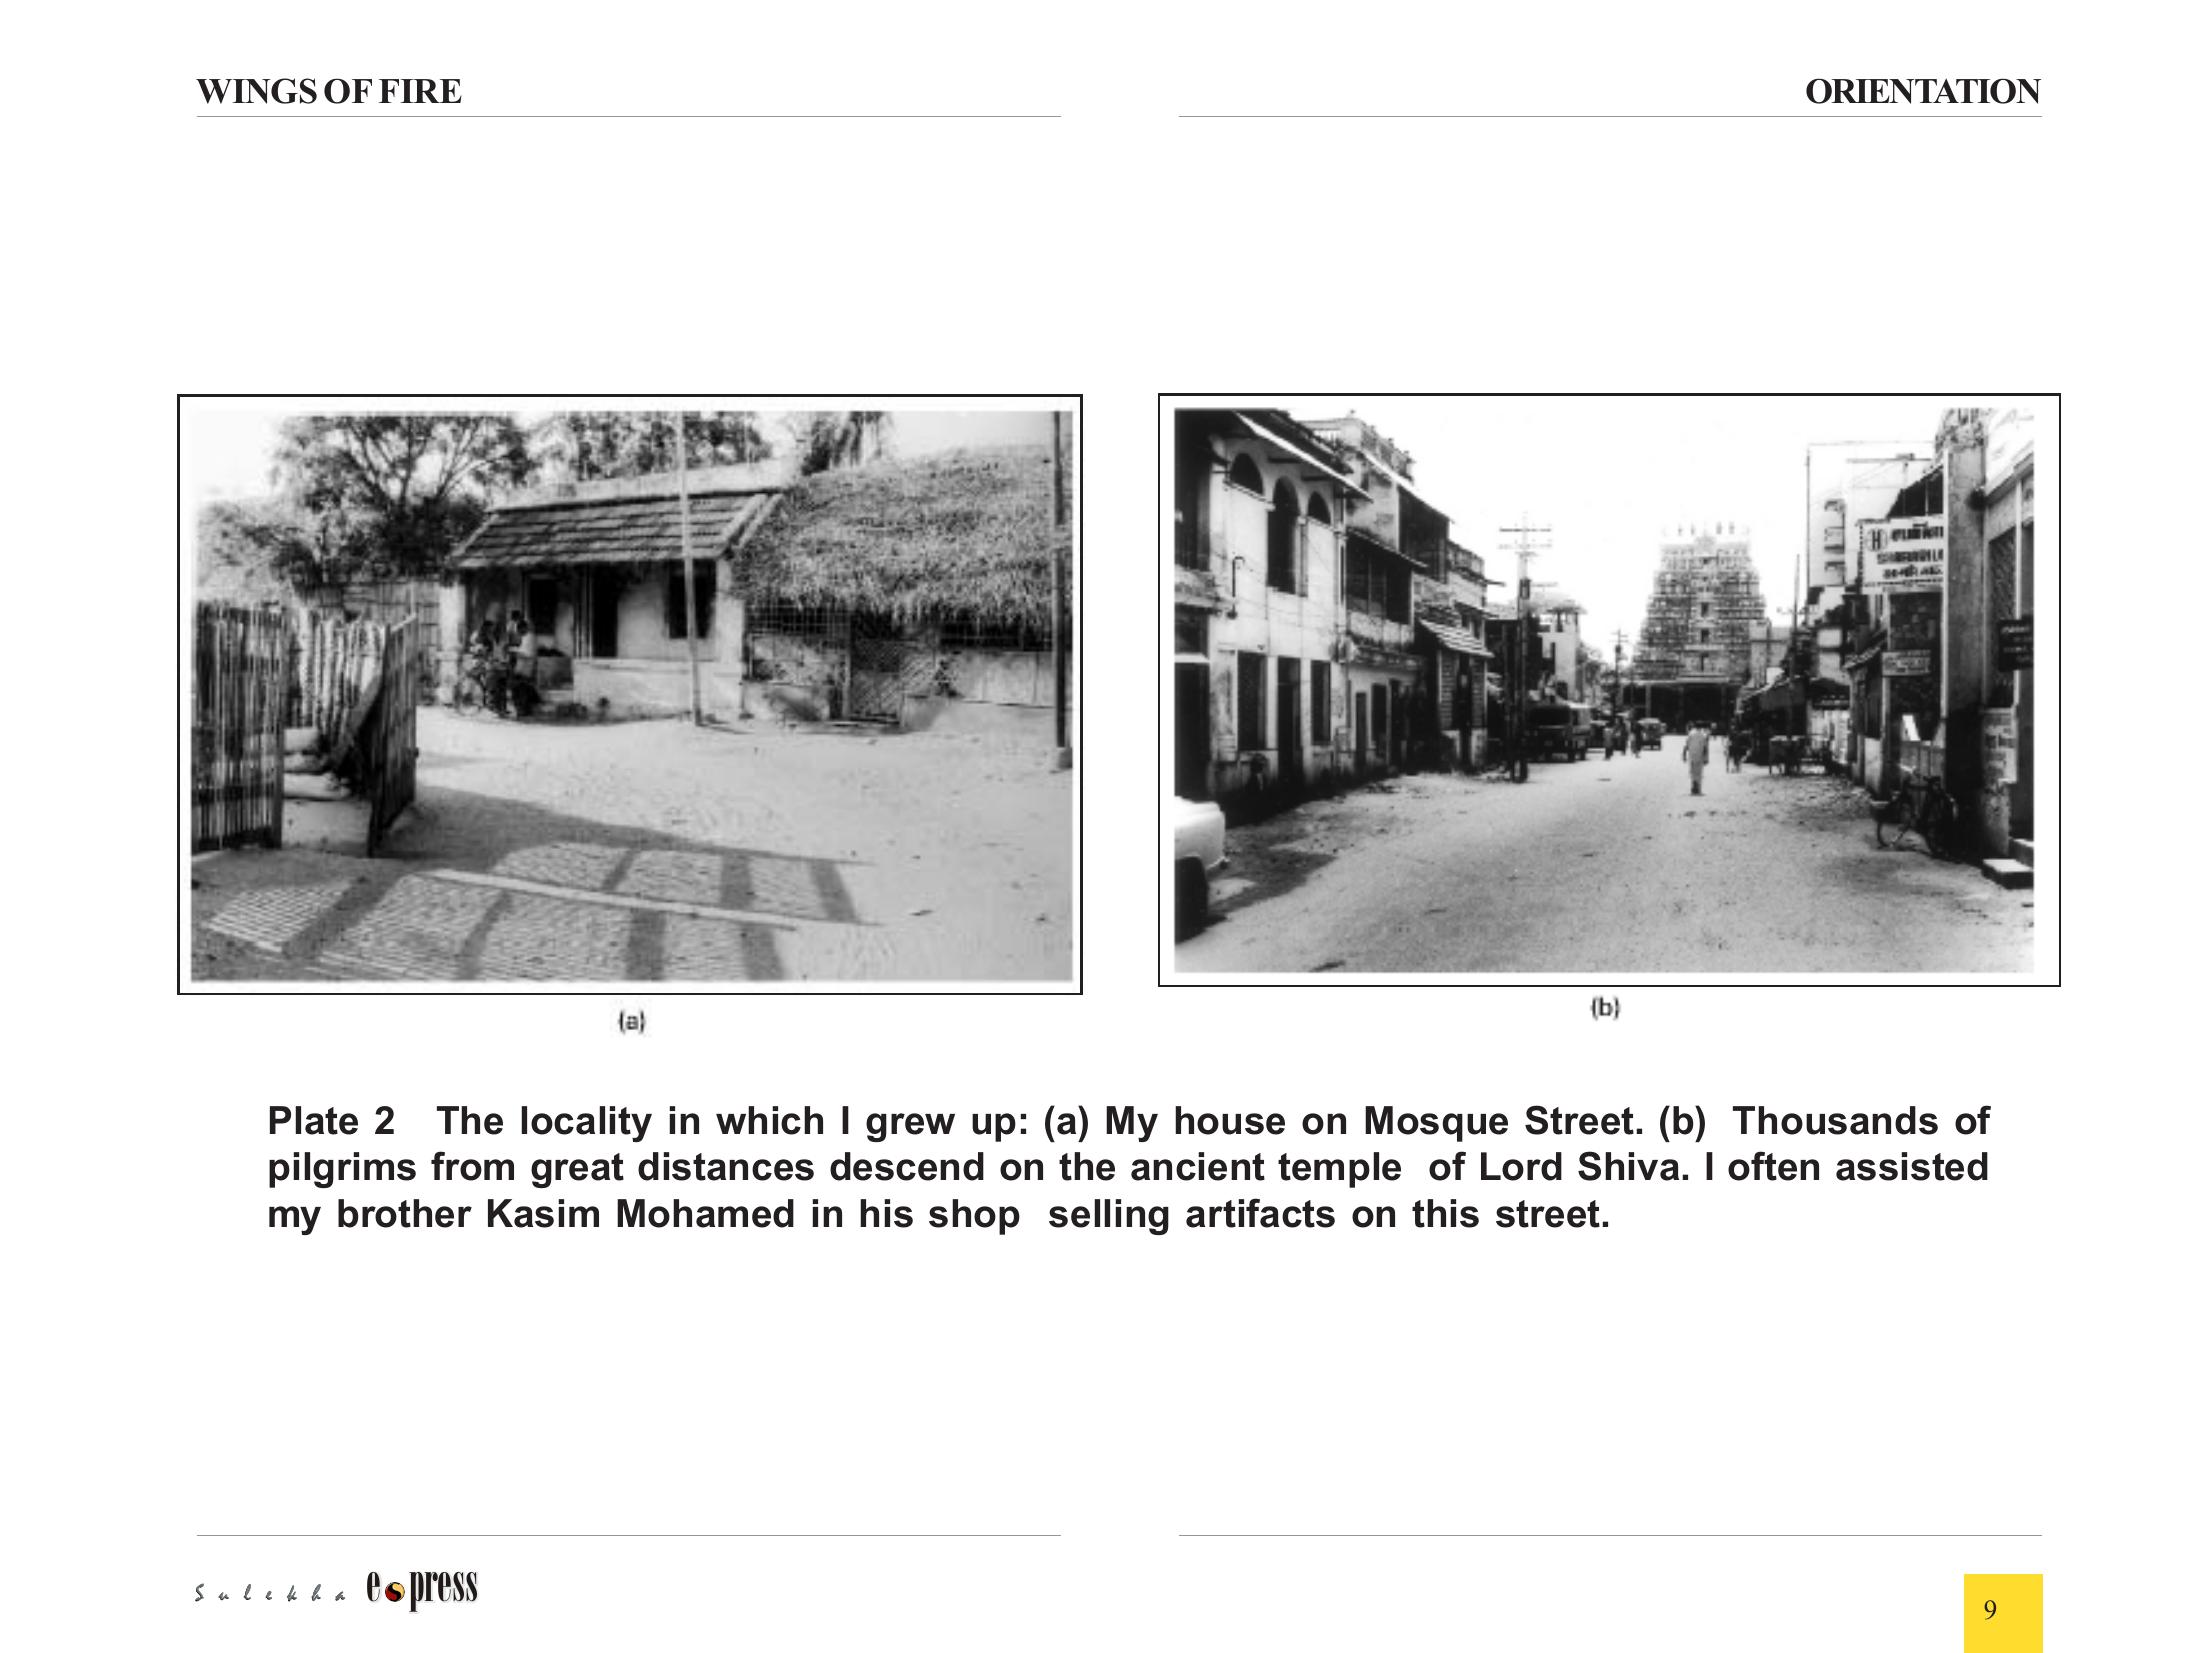 WINGS OF FIRE
ORIENTATION
(a)
(b)
Plate 2 The locality in which I grew up: (a) My house on Mosque Street. (b) Thousands of
pilgrims from great distances descend on the ancient temple of Lord Shiva. I often assisted
my brother Kasim Mohamed in his shop selling artifacts on this street.
Sulekha epress
9